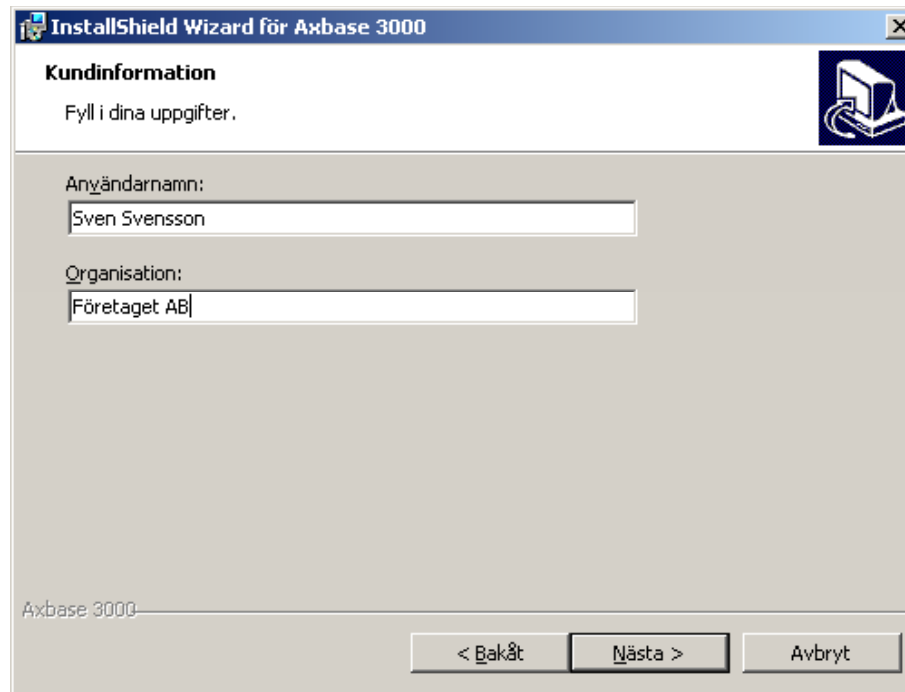 InstallShield Wizard för Axbase 3000
Kundinformation
Fyll i dina uppgifter.
Användarnamn:
Sven Svensson
Organisation:
Företaget AB
Axbase 3000
< Bakåt
Nästa >
Avbryt